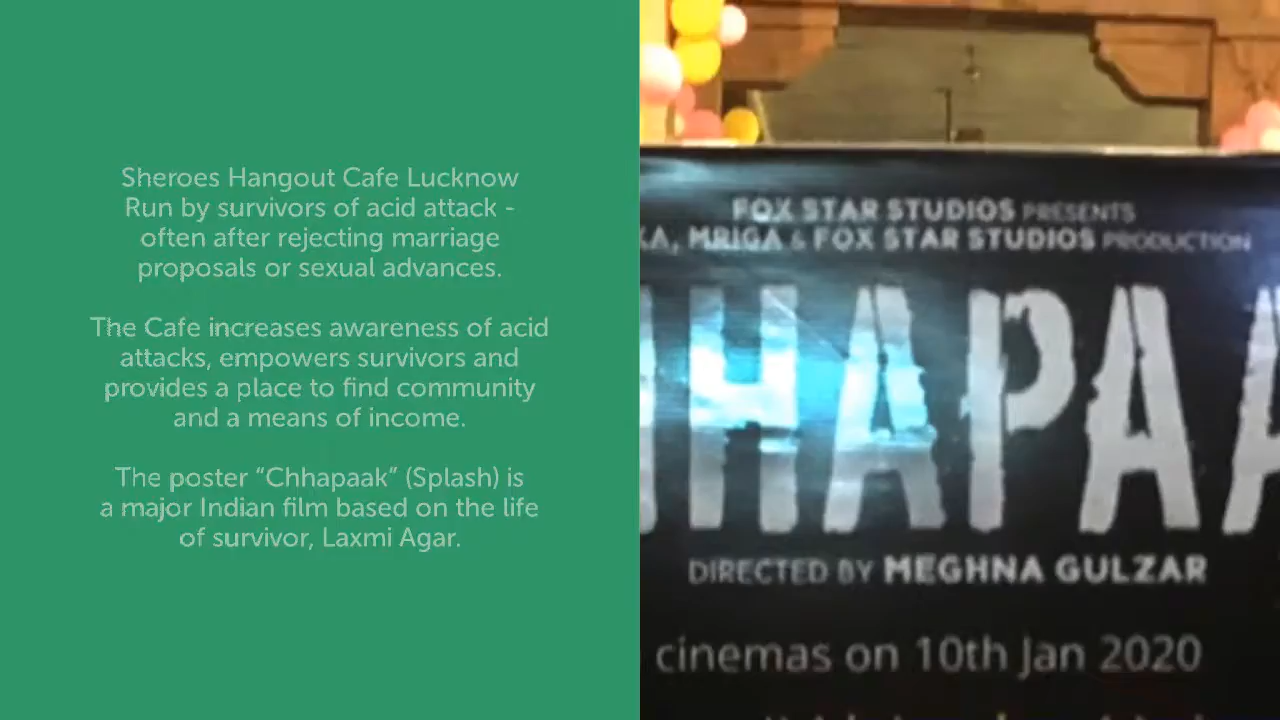 Sheroes Hangout Cafe Lucknow
Run by survivors of acid attack -
often after rejecting marriage
proposals or sexual advances.
The Cafe increases awareness of acid
attacks, empowers survivors and
provides a place to find community
and a means of income.
The poster “Chhapaak” (Splash) is
a major Indian film based on the life
of survivor, Laxmi Agar.
FOX STAR STUDIOS PRESENTS
KA, MRIGA & FOX STAR STUDIOS PRODUCTION
HHAPAA
DIRECTED BY MEGHNA GULZAR
cinemas on 10th Jan 2020